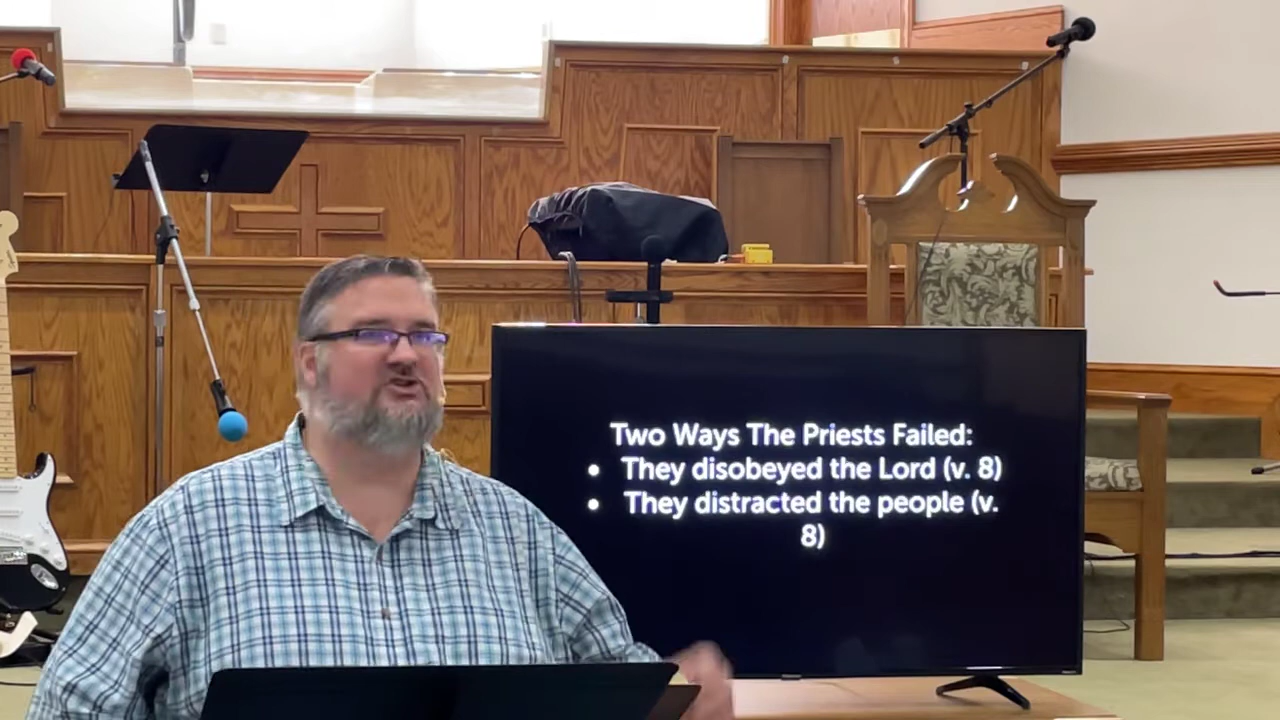 Two Ways The Priests Failed:
• They disobeyed the Lord (v. 8)
• They distracted the people (v.
8)